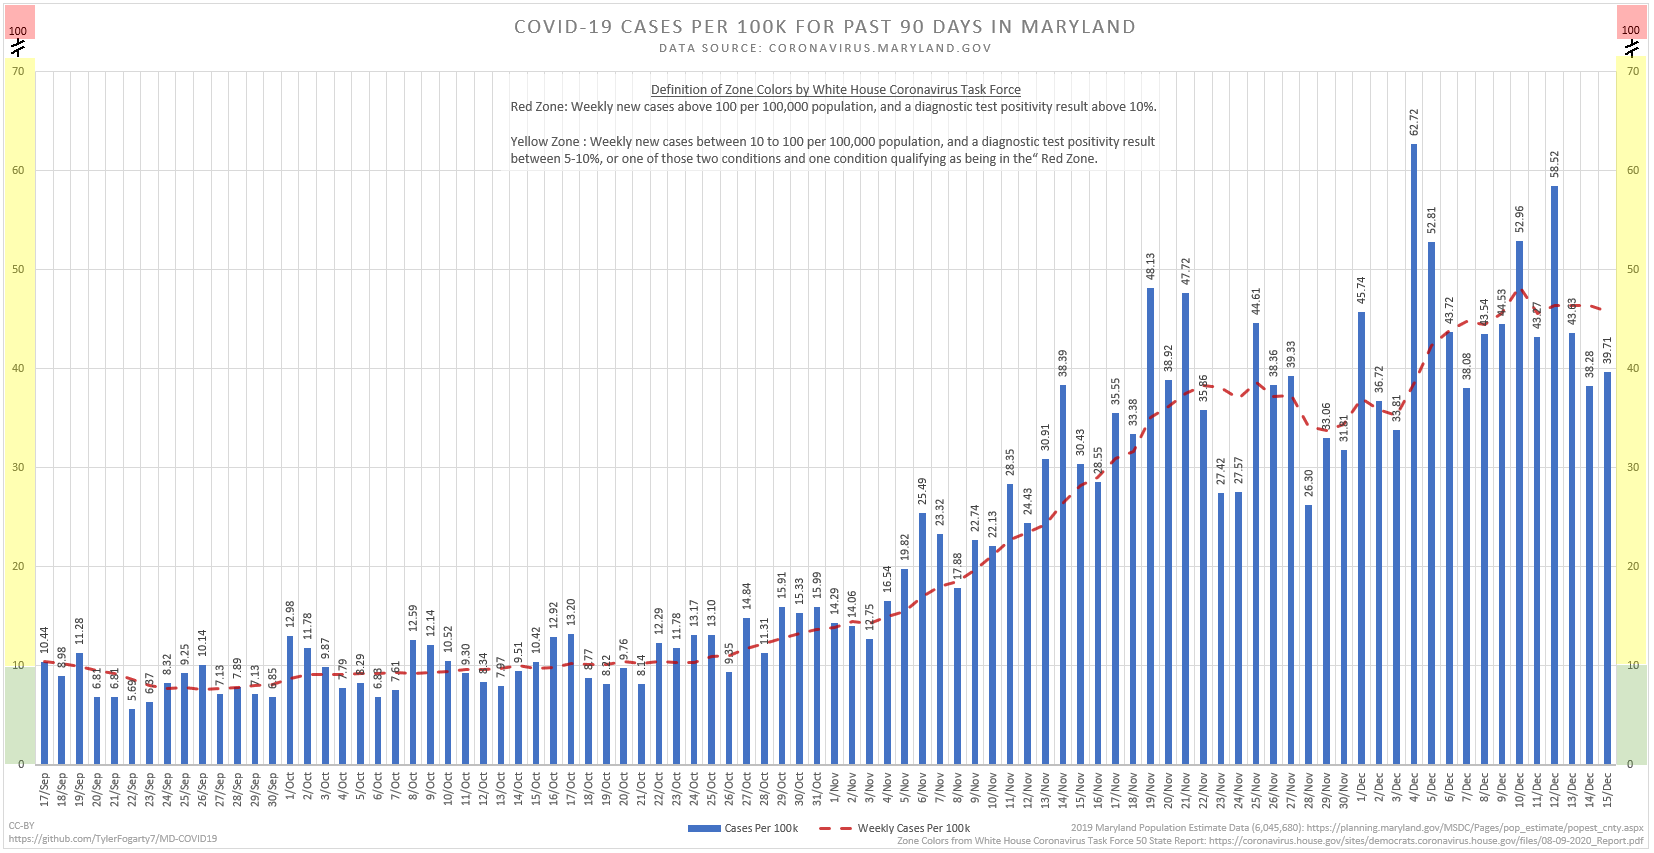 COVID-19 CASES PER 100K FOR PAST 90 DAYS IN MARYLAND
DATA SOURCE: CORONAVIRUS.MARYLAND.GOV
100
100
70
60
50
40
30
20
10
0
70
60
50
40
30
20
10
0
Definition of Zone Colors by White House Coronavirus Task Force
Red Zone: Weekly new cases above 100 per 100,000 population, and a diagnostic test positivity result above 10%.
Yellow Zone : Weekly new cases between 10 to 100 per 100,000 population, and a diagnostic test positivity result
between 5-10%, or one of those two conditions and one condition qualifying as being in the“ Red Zone.
10.44
8.98
11.28
6.81
6.81
5.69
6.37
8.32
9.25
10.14
7.13
7.89
7.13
6.85
12.98
11.78
9.87
7.79
8.29
6.83
7.61
12.59
12.14
10.52
9.30
8.34
7.97
9.51
10.42
12.92
13.20
8.77
8.22
9.76
8.14
12.29
11.78
13.17
13.10
9.35
14.84
11.31
15.91
15.33
15.99
14.29
14.06
12.75
16.54
19.82
25.49
23.32
17.88
22.74
22.13
28.35
24.43
30.91
38.39
30.43
28.55
35.55
33.38
48.13
38.92
47.72
35.86
27.42
27.57
44.61
38.36
39.33
26.30
33.06
31.81
45.74
36.72
33.81
62.72
52.81
43.72
38.08
43.54
44.53
52.96
43.27
58.52
43.63
38.28
39.71
17/Sep
18/Sep
19/Sep
20/Sep
21/Sep
22/Sep
23/Sep
24/Sep
25/Sep
26/Sep
27/Sep
28/Sep
29/Sep
30/Sep
1/Oct
2/Oct
3/Oct
4/Oct
5/Oct
6/Oct
7/Oct
8/Oct
9/Oct
10/Oct
11/Oct
12/Oct
13/Oct
14/Oct
15/Oct
16/Oct
17/Oct
18/Oct
19/Oct
20/Oct
21/Oct
22/Oct
23/Oct
24/Oct
25/Oct
26/Oct
27/Oct
28/Oct
29/Oct
30/Oct
31/Oct
1/Nov
2/Nov
3/Nov
4/Nov
5/Nov
6/Nov
7/Nov
8/Nov
9/Nov
10/Nov
11/Nov
12/Nov
13/Nov
14/Nov
15/Nov
16/Nov
17/Nov
18/Nov
19/Nov
20/Nov
21/Nov
22/Nov
23/Nov
24/Nov
25/Nov
26/Nov
27/Nov
28/Nov
29/Nov
30/Nov
1/Dec
2/Dec
3/Dec
4/Dec
5/Dec
6/Dec
7/Dec
8/Dec
9/Dec
10/Dec
11/Dec
12/Dec
13/Dec
14/Dec
15/Dec
Cases Per 100k
Weekly Cases Per 100k
CC-BY
https://github.com/TylerFogarty7/MD-COVID19
2019 Maryland Population Estimate Data (6,045,680): https://planning.maryland.gov/MSDC/Pages/pop_estimate/popest_cnty.aspx
Zone Colors from White House Coronavirus Task Force 50 State Report: https://coronavirus.house.gov/sites/democrats.coronavirus.house.gov/files/08-09-2020_Report.pdf